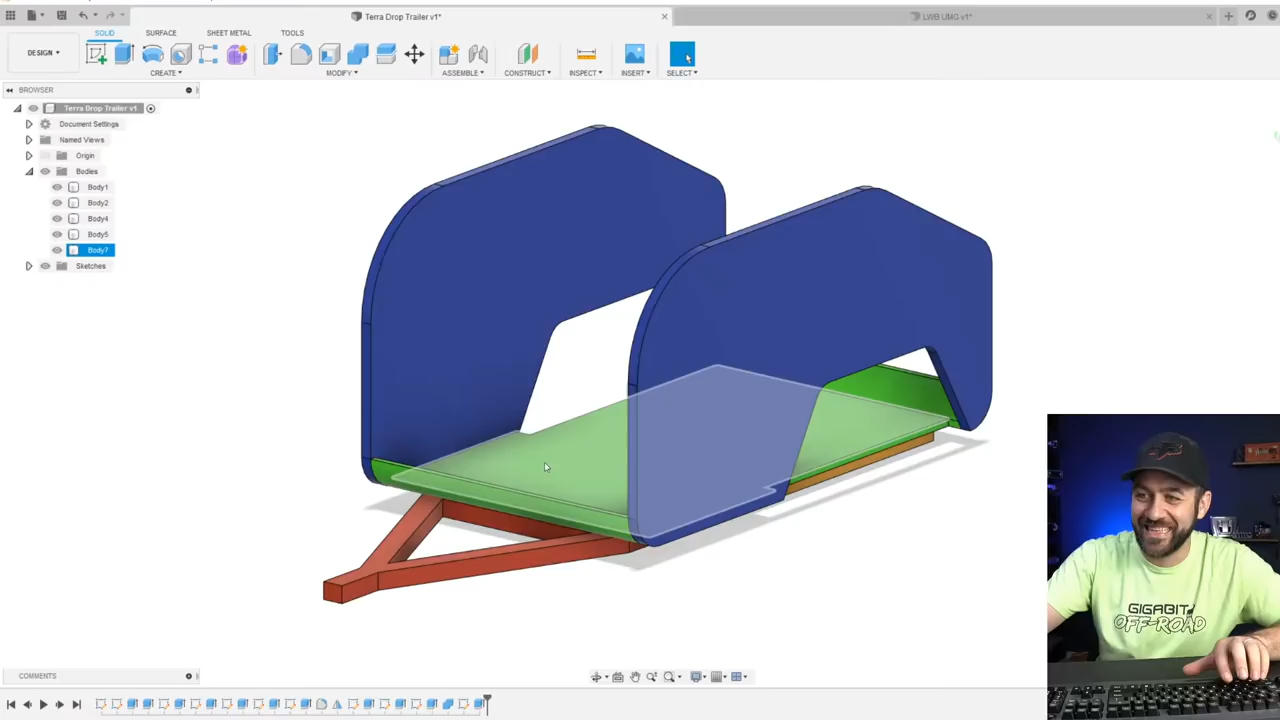 Terra Drop Trailer v1*
LWB UMG v1*
DESIGN
SOLID
SURFACE
SHEET METAL
TOOLS
CREATE
MODIFY
ASSEMBLE
CONSTRUCT
INSPECT
INSERT
SELECT
BROWSER
Terra Drop Trailer v1
Document Settings
Named Views
Origin
Bodies
Body1
Body2
Body4
Body5
Body7
Sketches
GIGABIT
OFF-ROAD
COMMENTS